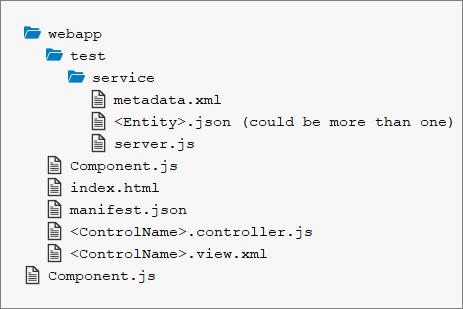 webapp
test
service
metadata.xml
<Entity>.json (could be more than one)
server.js
Component.js
index.html
manifest.json
<ControlName>.controller.js
<ControlName>.view.xml
Component.js